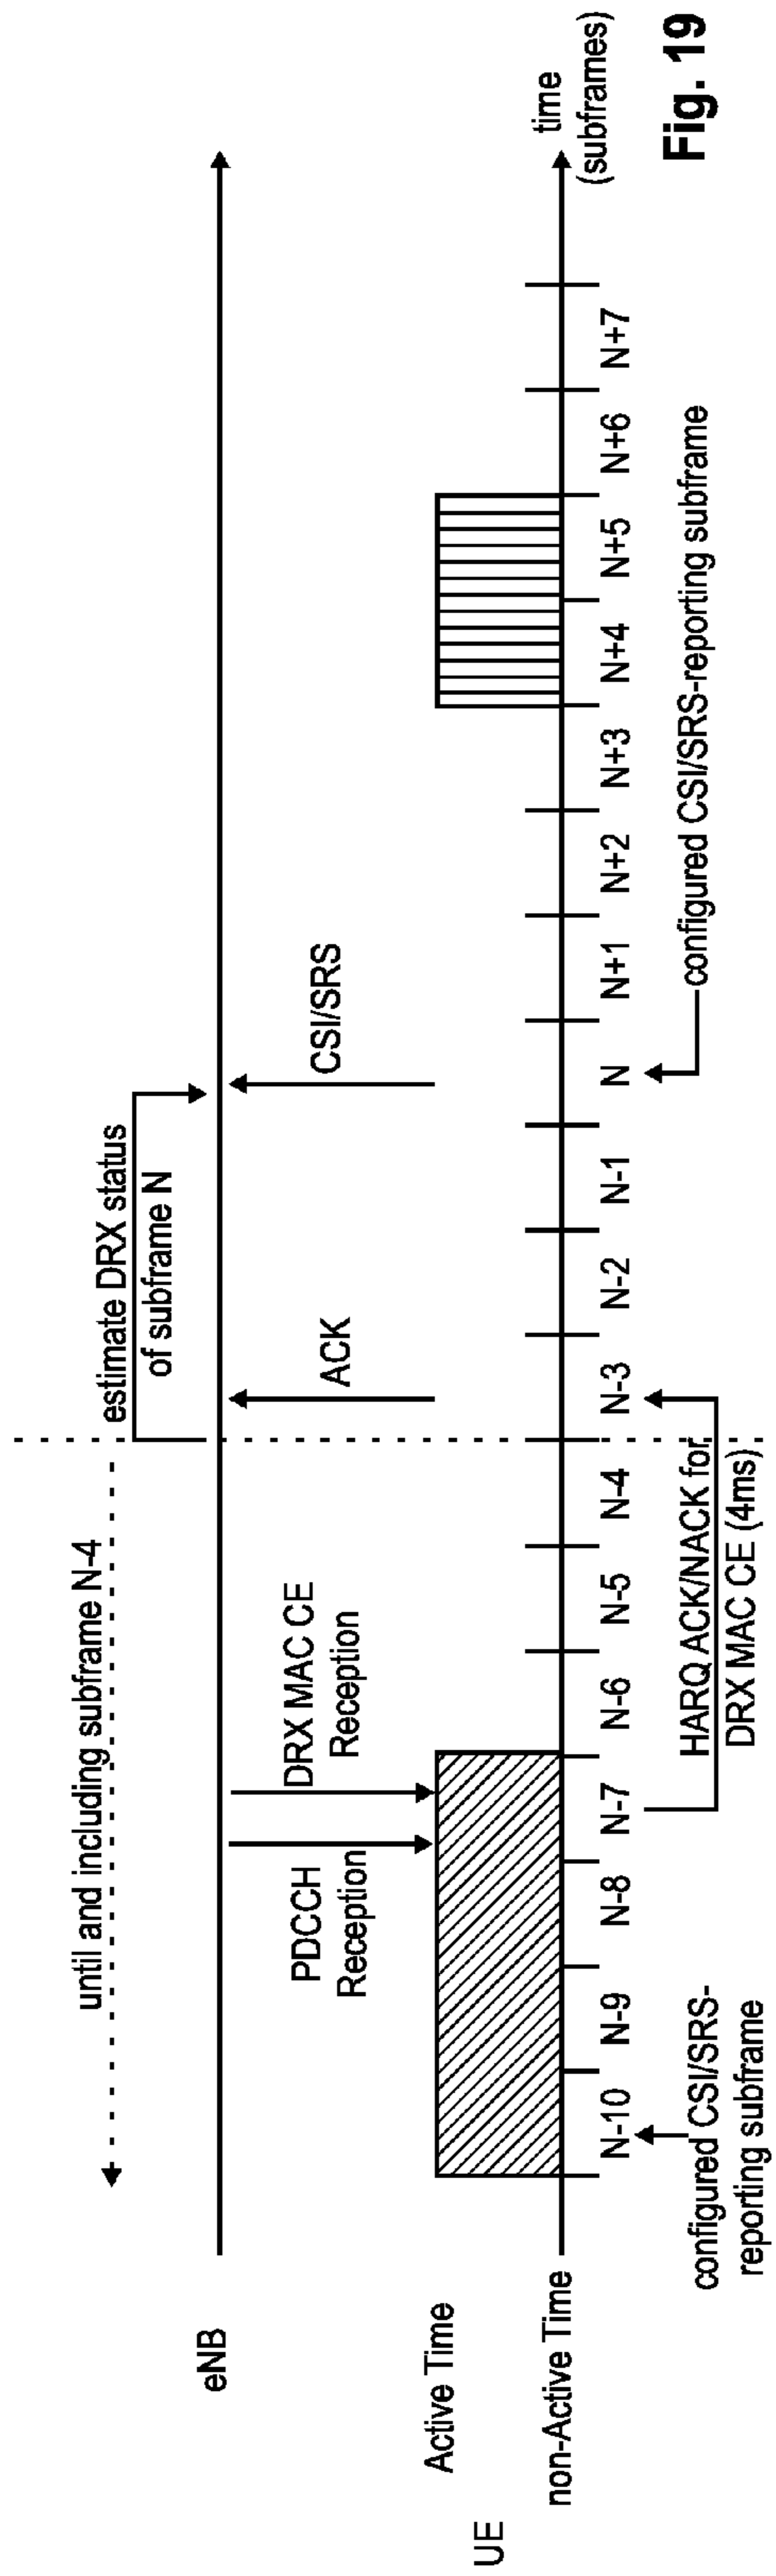 until and including subframe N-4
estimate DRX status
of subframe N
eNB
PDCCH
Reception
DRX MAC CE
Reception
ACK
CSI/SRS
UE
Active Time
non-Active Time
time
(subframes)
N-10
N-9
N-8
N-7
N-6
N-5
N-4
N-3
N-2
N-1
N
N+1
N+2
N+3
N+4
N+5
N+6
N+7
configured CSI/SRS-
reporting subframe
HARQ ACK/NACK for
DRX MAC CE (4ms)
configured CSI/SRS-reporting subframe
Fig. 19